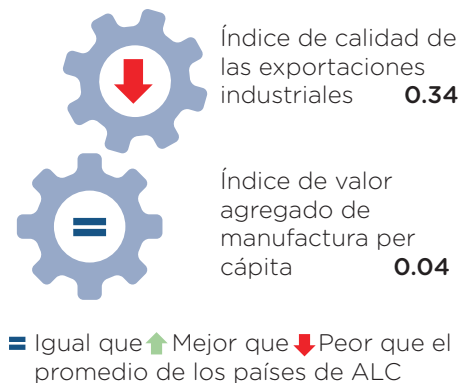 Índice de calidad de
las exportaciones
industriales 0.34
Índice de valor
agregado de
manufactura per
cápita 0.04
= Igual que Mejor que Peor que el
promedio de los países de ALC